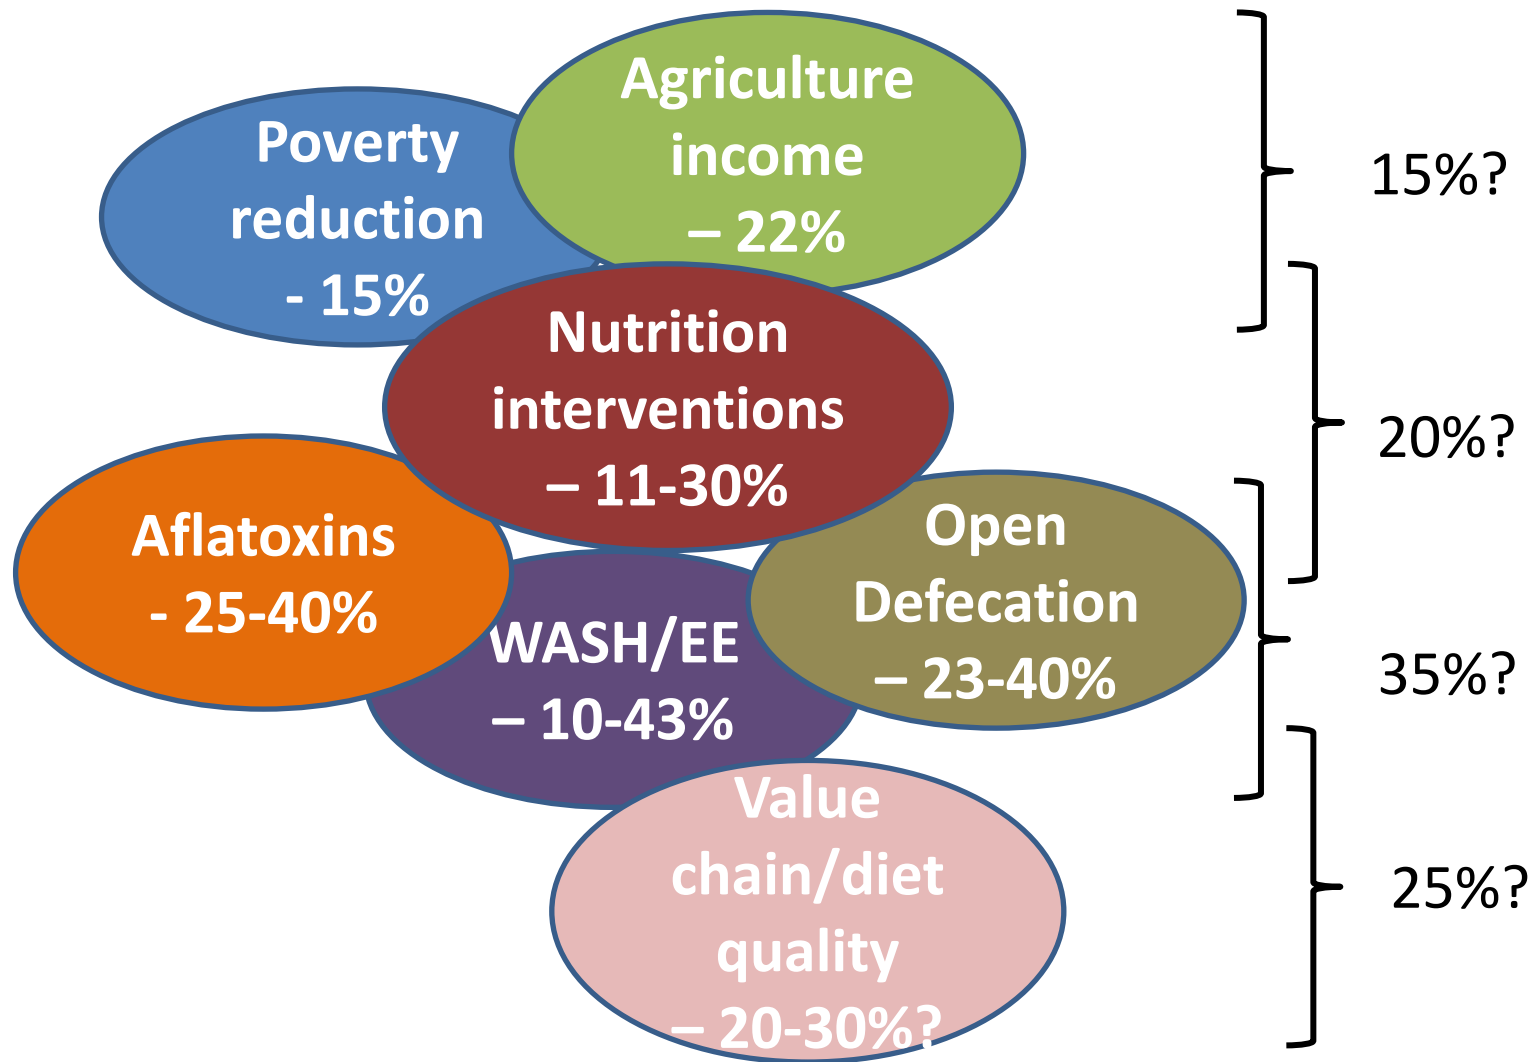 Agriculture
income
– 22%
Poverty
reduction
- 15%
15%?
Nutrition
interventions
– 11-30%
20%?
Aflatoxins
- 25-40%
Open
Defecation
– 23-40%
WASH/EE
– 10-43%
35%?
Value
chain/diet
quality
– 20-30%?
25%?